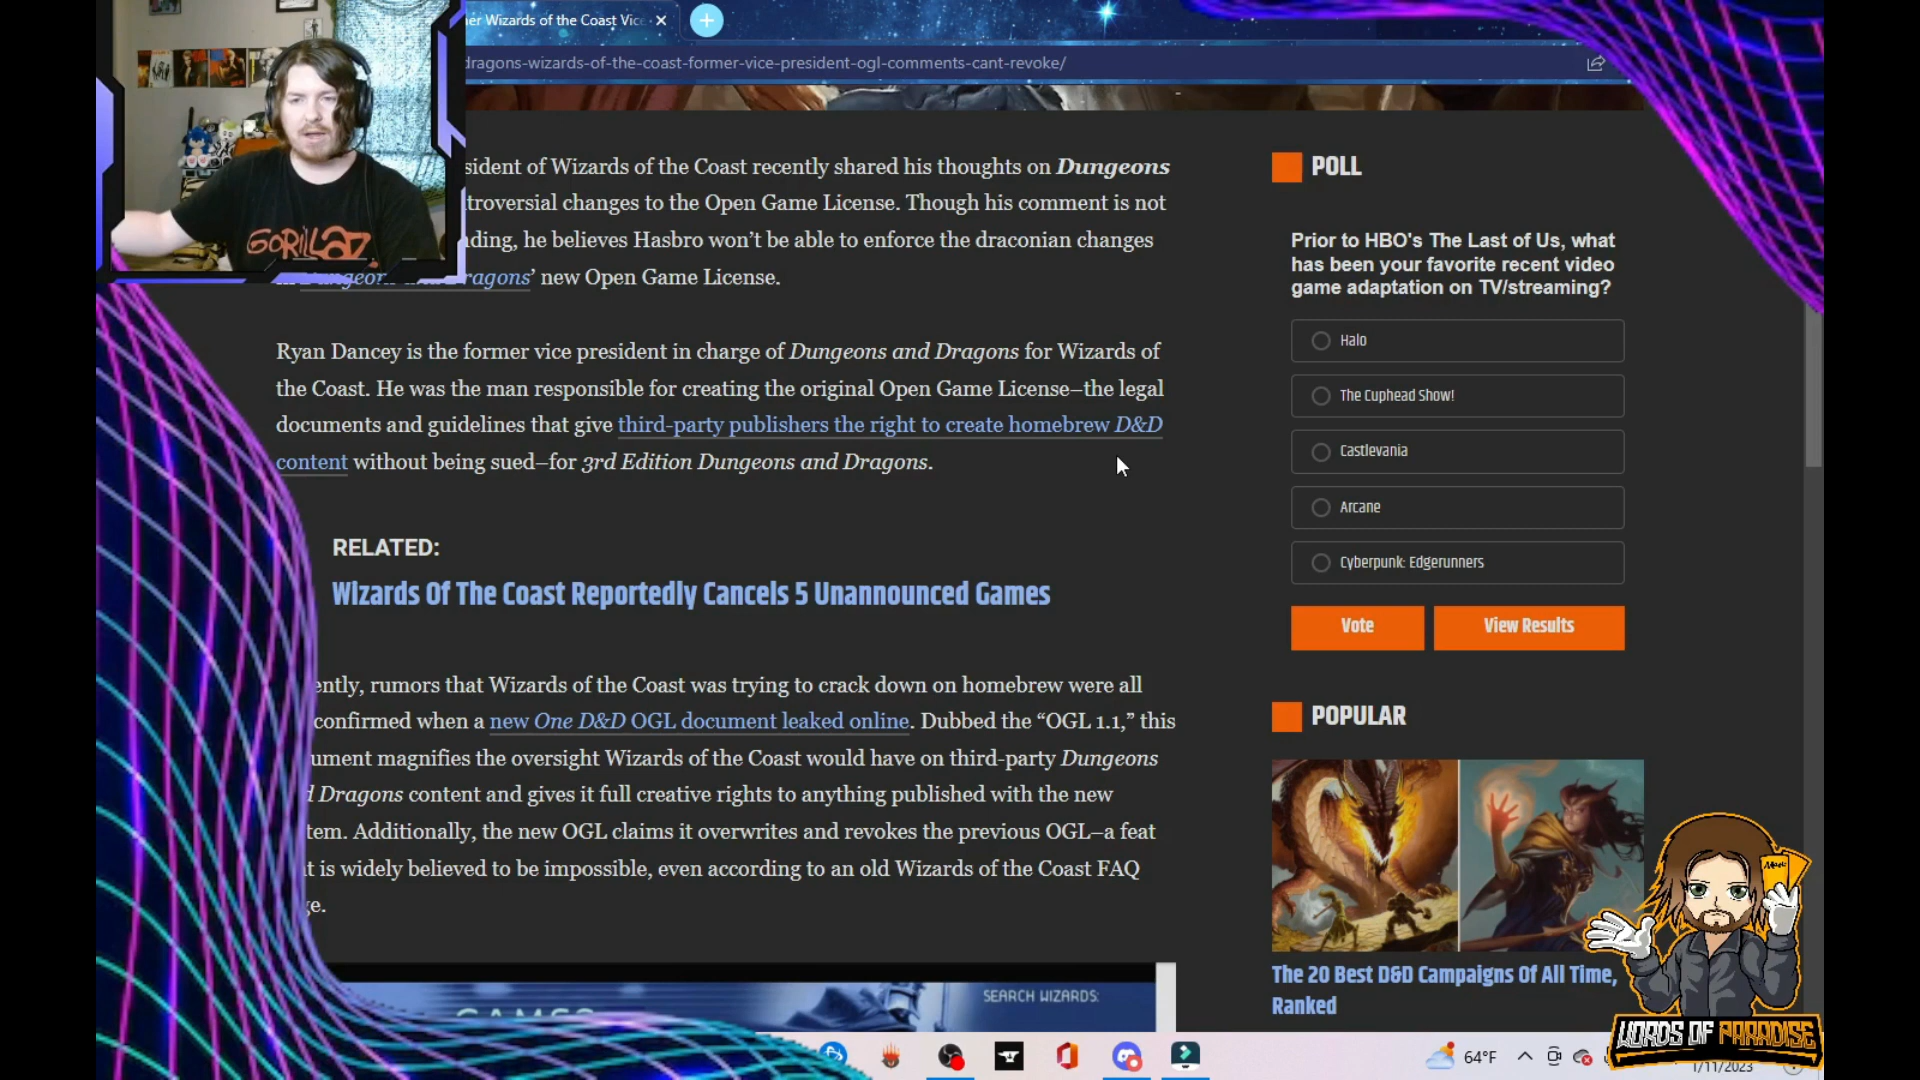 er Wizards of the Coast Vice
dragons-wizards-of-the-coast-former-vice-president-ogl-comments-cant-revoke/
GORILLAZ
sident of Wizards of the Coast recently shared his thoughts on Dungeons
troversial changes to the Open Game License. Though his comment is not
ding, he believes Hasbro won't be able to enforce the draconian changes
' new Open Game License.
Ryan Dancey is the former vice president in charge of Dungeons and Dragons for Wizards of
the Coast. He was the man responsible for creating the original Open Game License–the legal
documents and guidelines that give third-party publishers the right to create homebrew D&D
content without being sued–for 3rd Edition Dungeons and Dragons.
RELATED:
Wizards Of The Coast Reportedly Cancels 5 Unannounced Games
ently, rumors that Wizards of the Coast was trying to crack down on homebrew were all
confirmed when a new One D&D OGL document leaked online. Dubbed the “OGL 1.1,” this
ument magnifies the oversight Wizards of the Coast would have on third-party Dungeons
d Dragons content and gives it full creative rights to anything published with the new
tem. Additionally, the new OGL claims it overwrites and revokes the previous OGL–a feat
t is widely believed to be impossible, even according to an old Wizards of the Coast FAQ
ge.
SEARCH WIZARDS:
POLL
Prior to HBO's The Last of Us, what
has been your favorite recent video
game adaptation on TV/streaming?
Halo
The Cuphead Show!
Castlevania
Arcane
Cyberpunk: Edgerunners
Vote
View Results
POPULAR
The 20 Best D&D Campaigns Of All Time,
Ranked
WORDS OF PARADISE
64°F
1/11/2023